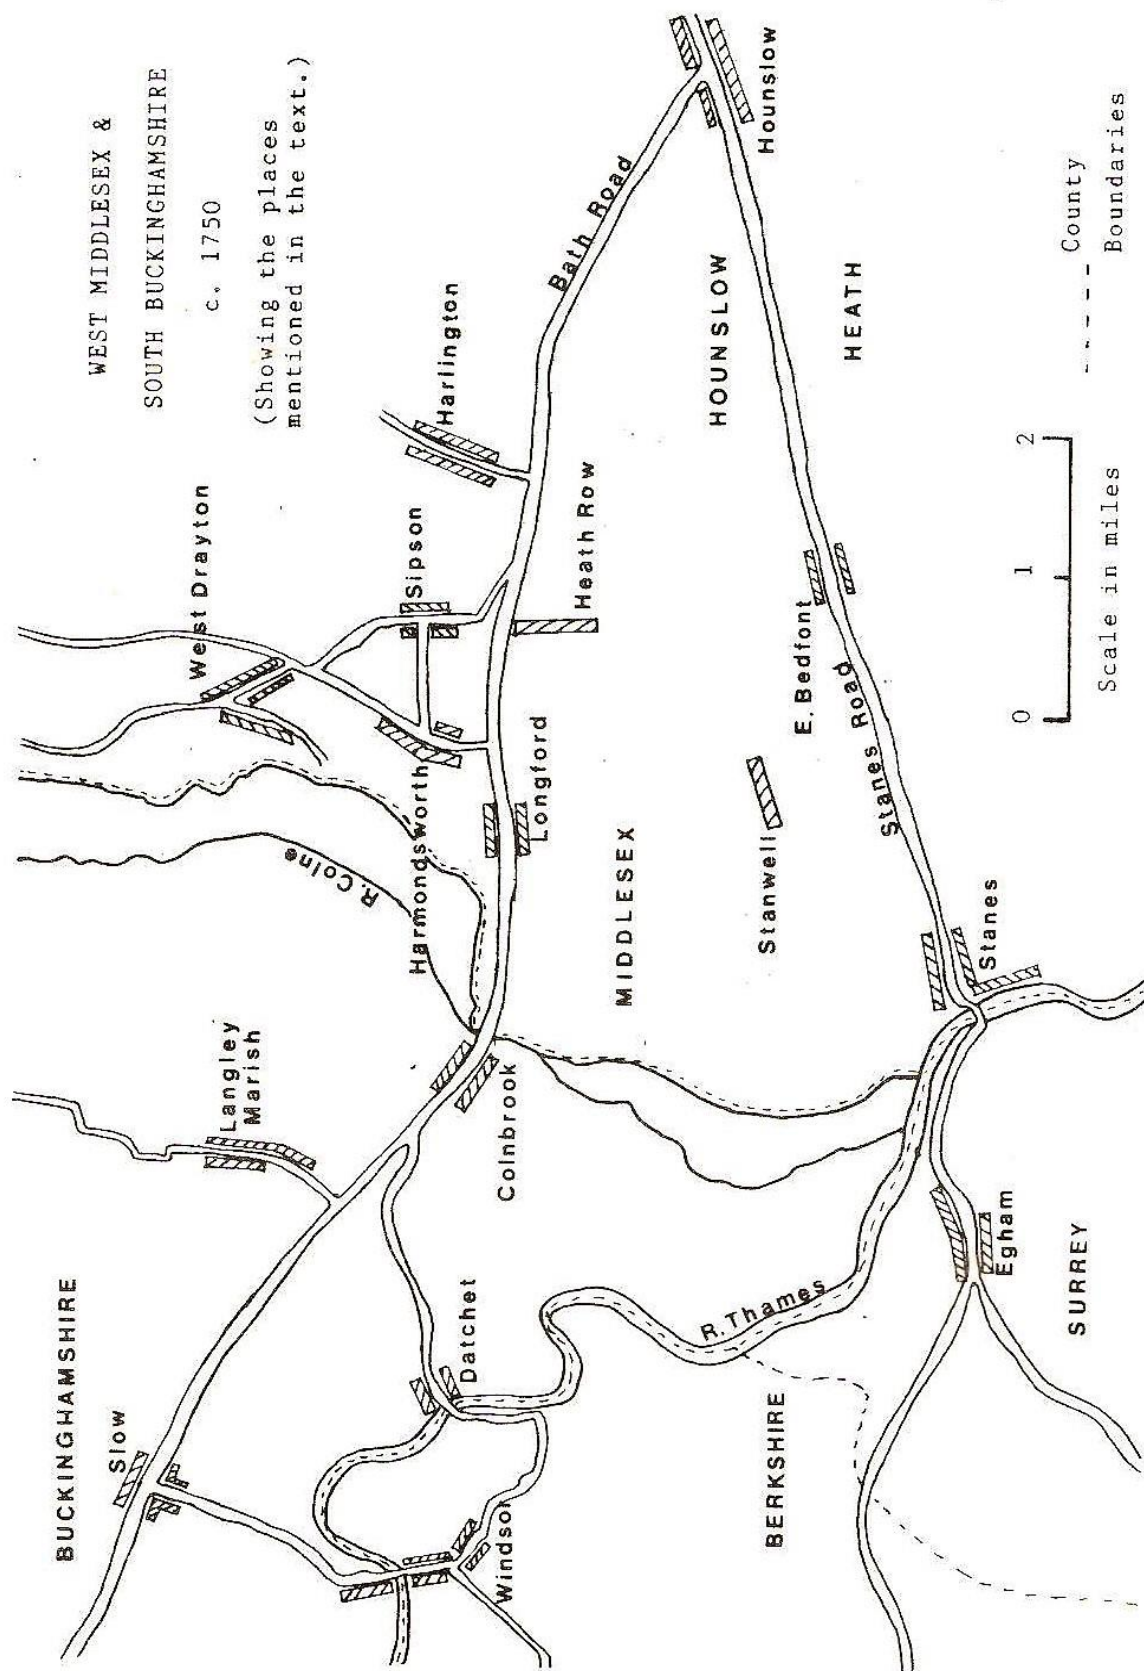 WEST MIDDLESEX &
SOUTH BUCKINGHAMSHIRE
c. 1750
(Showing the places
mentioned in the text.)
BUCKINGHAMSHIRE
Slow
Langley
Marish
West Drayton
Harlington
Sipson
R. Colne
Harmondsworth
Heath Row
Bath Road
Hounslow
Windsor
Datchet
Colnbrook
Longford
MIDDLESEX
HOUNSLOW
HEATH
Stanwell
E. Bedfont
Stanes Road
Stanes
R. Thames
BERKSHIRE
Egham
SURREY
0 1 2
Scale in miles
County
Boundaries